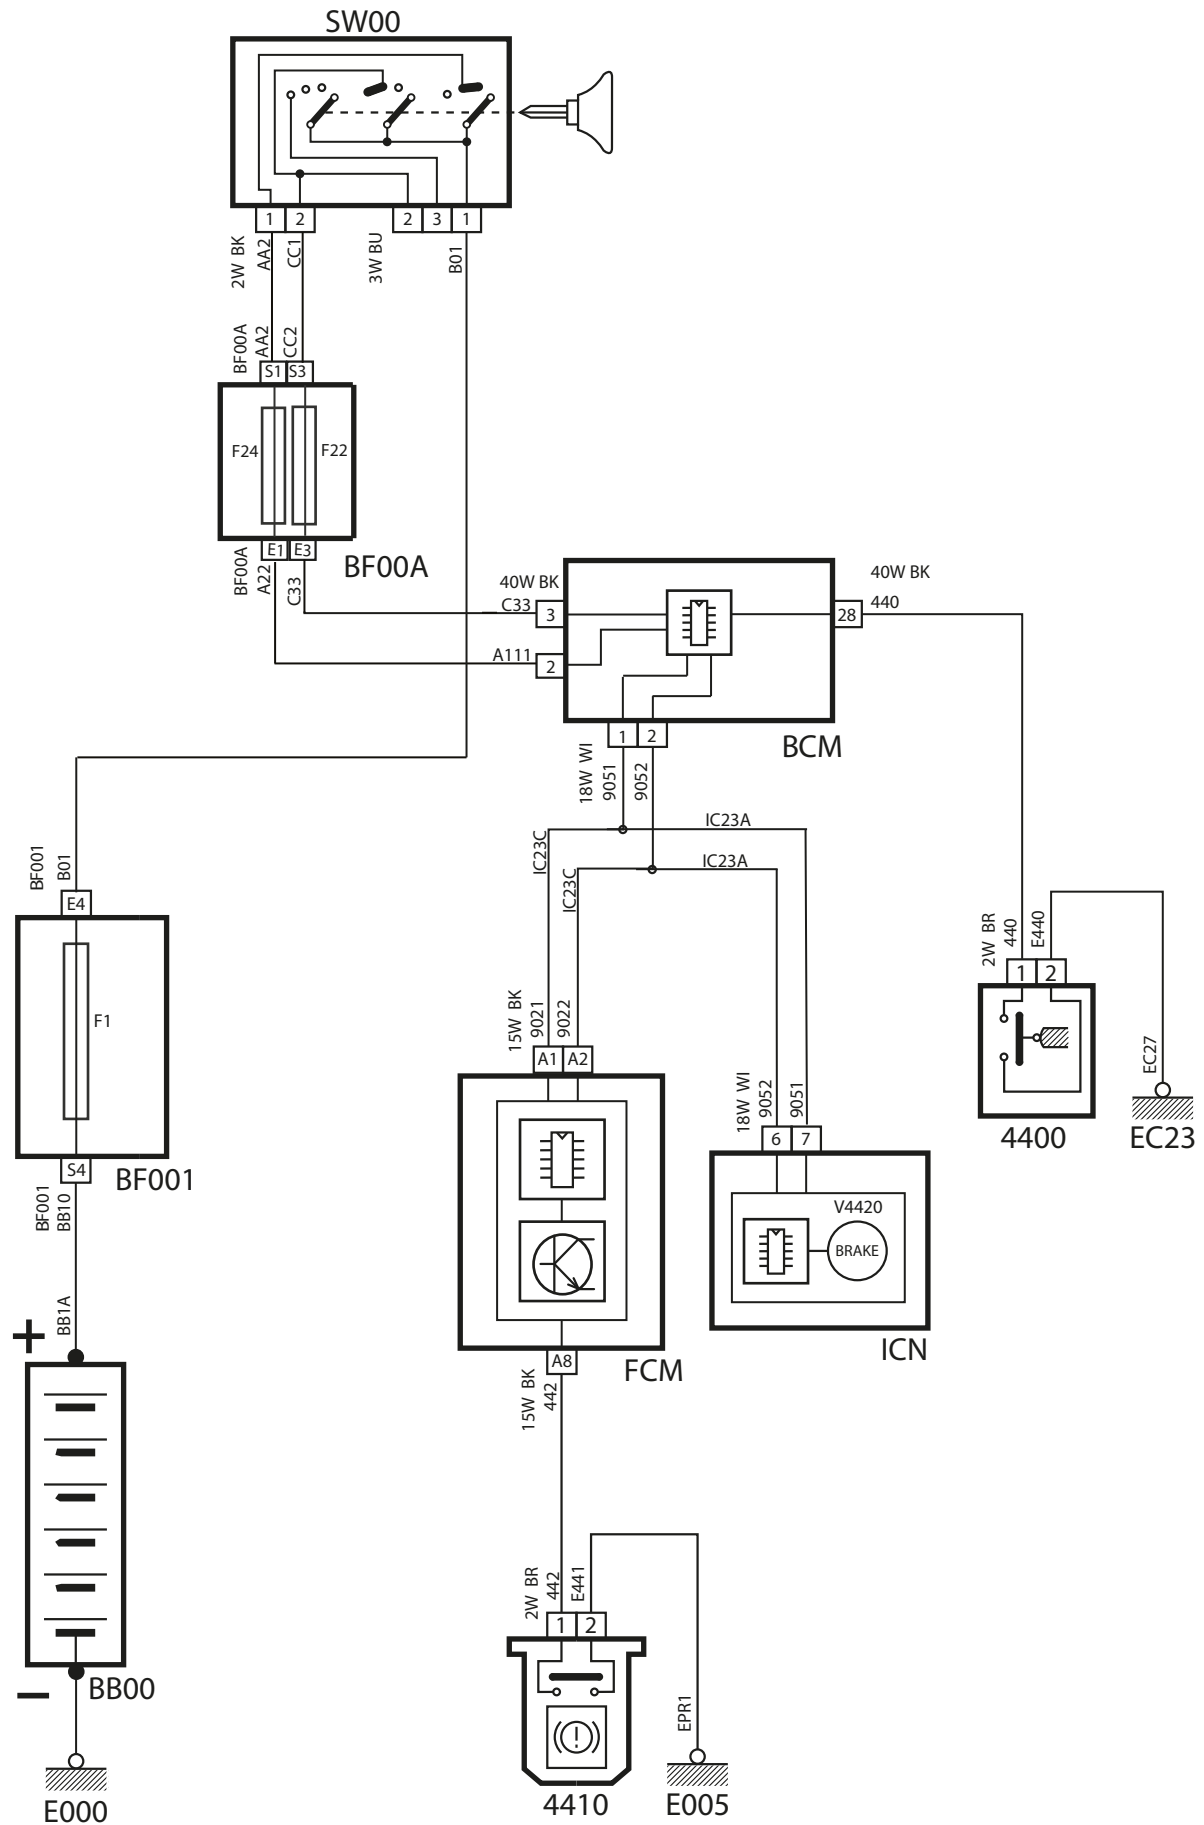 SW00
1
2
2
3
1
2W BK
AA2
CC1
3W BU
B01
BF00A
AA2
CC2
S1
S3
F24
F22
E1
E3
BF00A
BF00A
A22
C33
40W BK
C33
3
A111
2
28
40W BK
440
1
2
BCM
18W WI
9051
9052
IC23A
IC23A
IC23C
IC23C
BF001
B01
E4
F1
S4
BF001
BF001
BB10
BB1A
+
−
BB00
E000
15W BK
9021
9022
A1
A2
A8
FCM
15W BK
442
18W WI
9052
9051
6
7
V4420
BRAKE
ICN
2W BR
440
E440
1
2
4400
EC27
EC23
2W BR
442
E441
1
2
!
4410
EPR1
E005